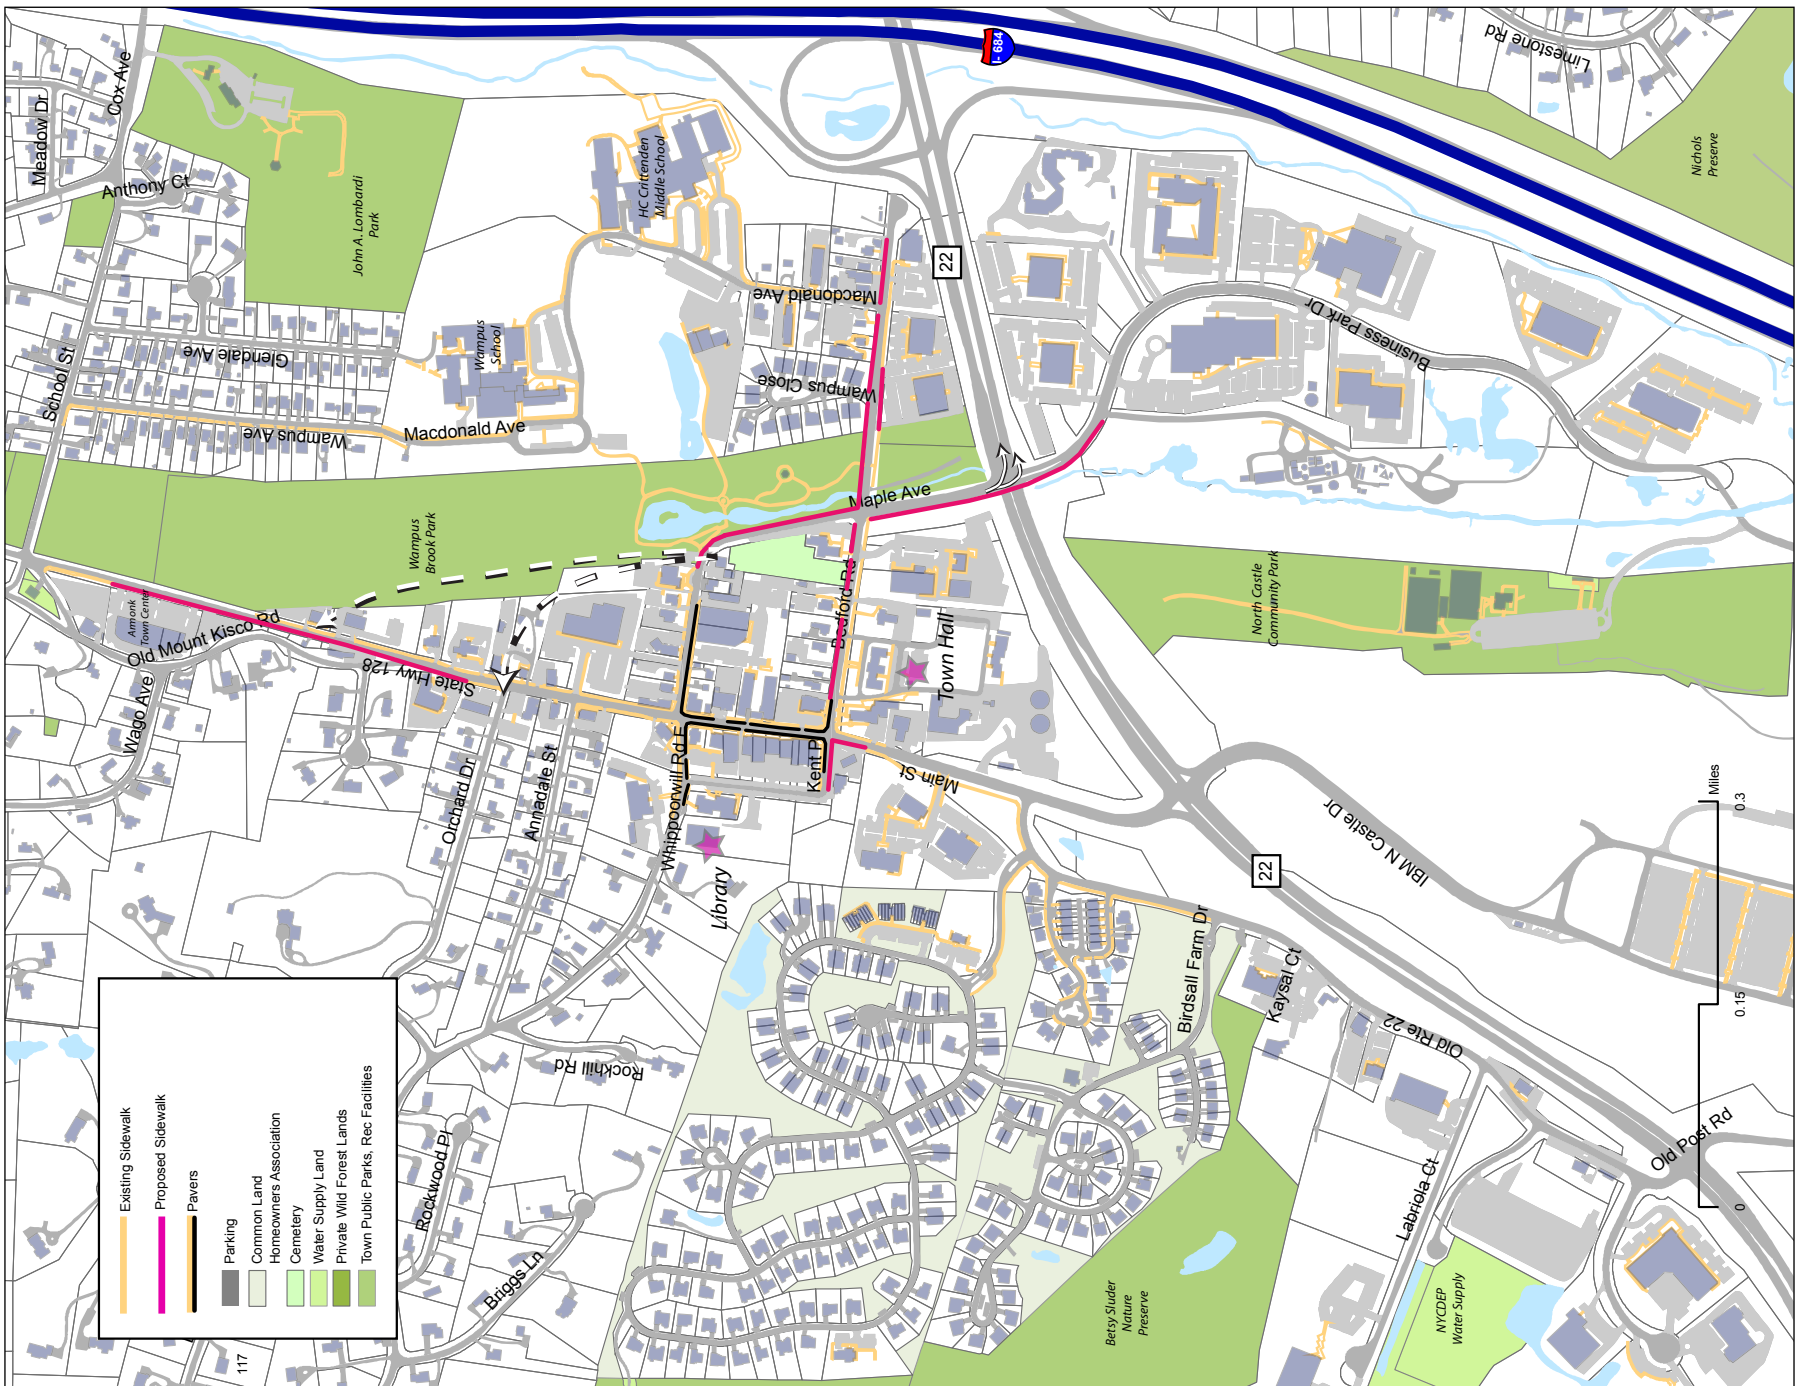 I- 684
Limestone Rd
Nichols
Preserve
Meadow Dr
Cox Ave
Anthony Ct
John A. Lombardi
Park
HC Crittenden
Middle School
22
Macdonald Ave
School St
Glendale Ave
Wampus
School
Wampus Ave
Macdonald Ave
Wampus Close
Business Park Dr
Maple Ave
Wampus
Brook Park
Armonk
Town Center
Old Mount Kisco Rd
State Hwy 128
Wago Ave
Bedford Rd
Town Hall
North Castle
Community Park
Orchard Dr
Annadale St
Whippoorwill Rd E
Kent Pl
Main St
Library
IBM N Castle Dr
22
Birdsall Farm Dr
Kaysal Ct
Old Rte 22
Rockhill Rd
Rockwood Pl
Briggs Ln
117
Old Post Rd
Labriola Ct
Betsy Sluder
Nature
Preserve
NYCDEP
Water Supply
Existing Sidewalk
Proposed Sidewalk
Pavers
Parking
Common Land
Homeowners Association
Cemetery
Water Supply Land
Private Wild Forest Lands
Town Public Parks, Rec Facilities
0
0.15
0.3
Miles